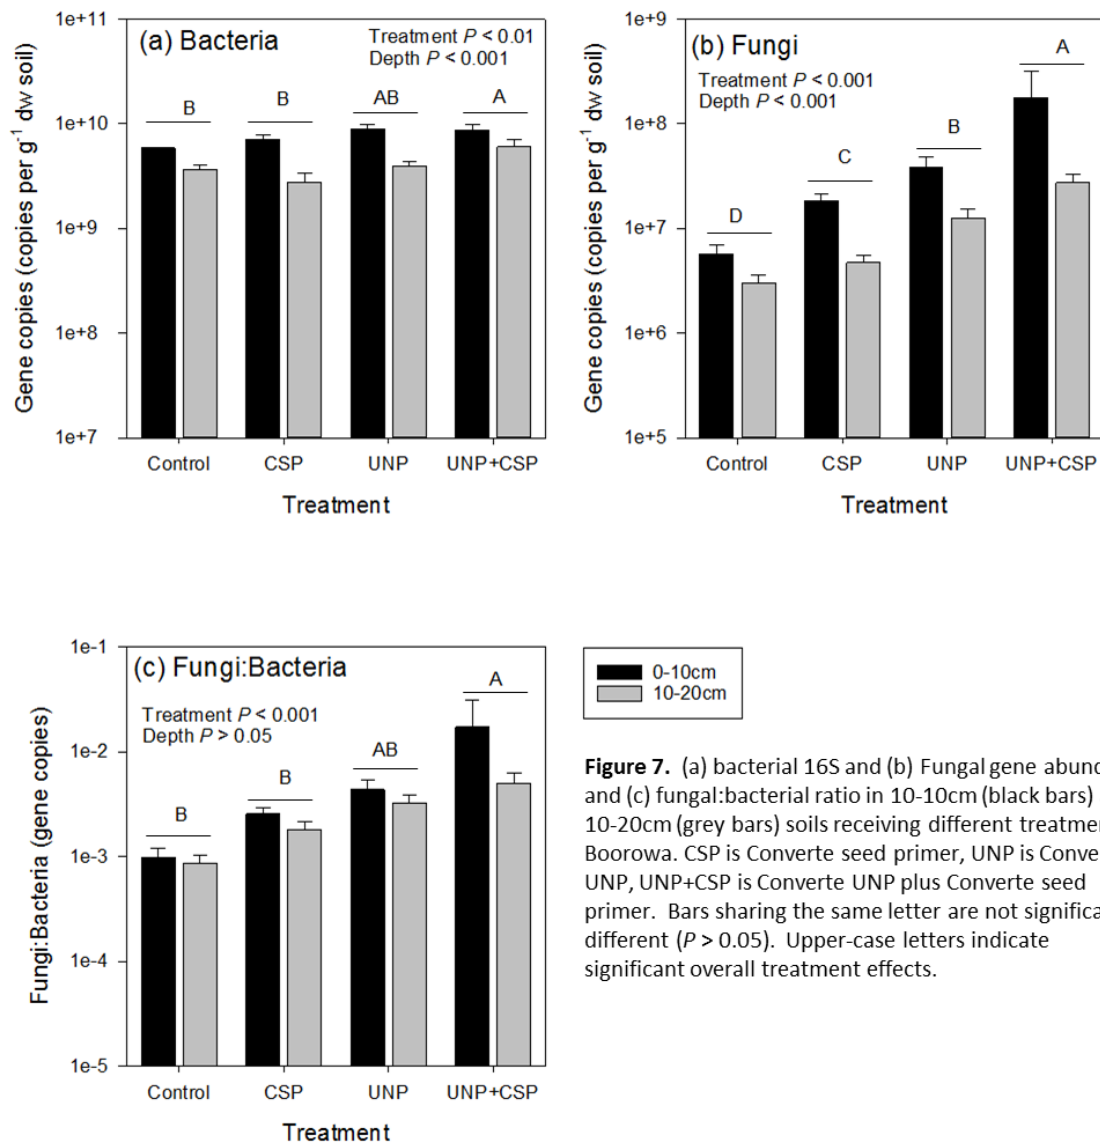 (a) Bacteria
Treatment P < 0.01
Depth P < 0.001
B
B
AB
A
1e+11
1e+10
1e+9
1e+8
1e+7
Gene copies (copies per g-1 dw soil)
Control CSP UNP UNP+CSP
Treatment
(b) Fungi
Treatment P < 0.001
Depth P < 0.001
D
C
B
A
1e+9
1e+8
1e+7
1e+6
1e+5
Gene copies (copies per g-1 dw soil)
Control CSP UNP UNP+CSP
Treatment
(c) Fungi:Bacteria
Treatment P < 0.001
Depth P > 0.05
B
B
AB
A
1e-1
1e-2
1e-3
1e-4
1e-5
Fungi:Bacteria (gene copies)
Control CSP UNP UNP+CSP
Treatment
0-10cm
10-20cm
Figure 7. (a) bacterial 16S and (b) Fungal gene abund
and (c) fungal:bacterial ratio in 10-10cm (black bars)
10-20cm (grey bars) soils receiving different treatme
Boorowa. CSP is Converte seed primer, UNP is Conve
UNP, UNP+CSP is Converte UNP plus Converte seed
primer. Bars sharing the same letter are not significa
different (P > 0.05). Upper-case letters indicate
significant overall treatment effects.